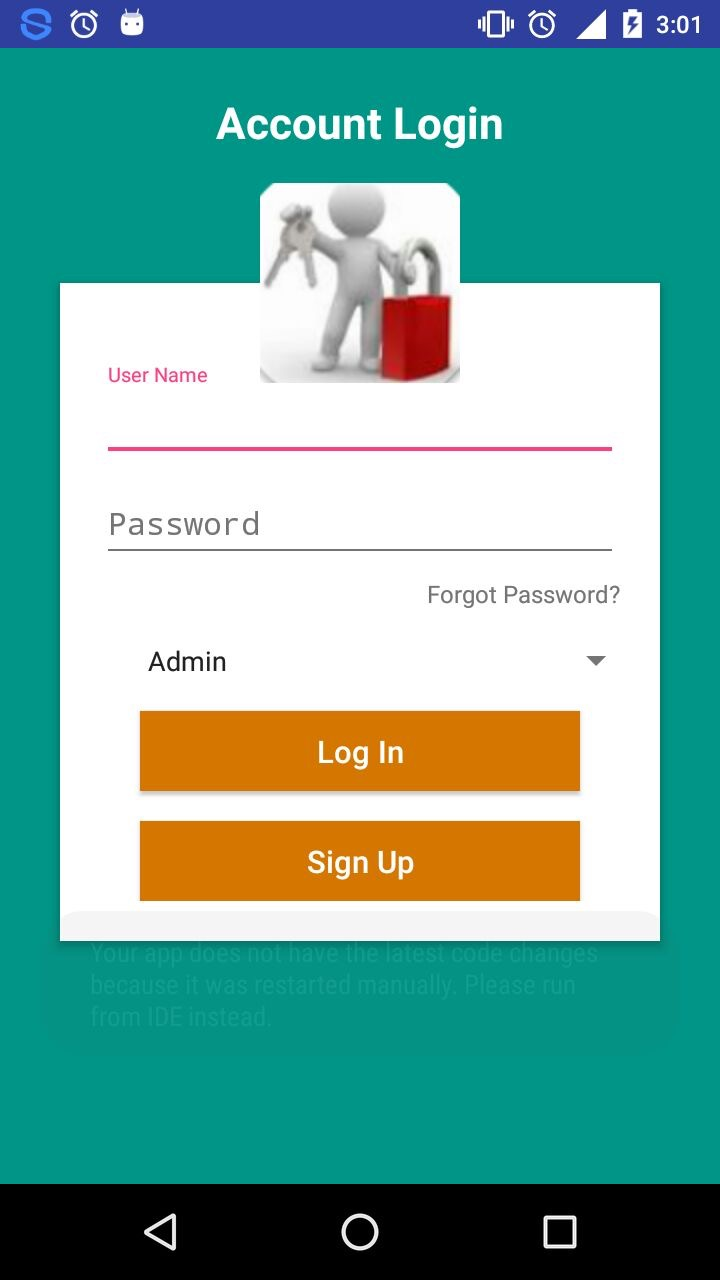 3:01
Account Login
User Name
Password
Forgot Password?
Admin
Log In
Sign Up
Your app does not have the latest code changes
because it was restarted manually. Please run
from IDE instead.